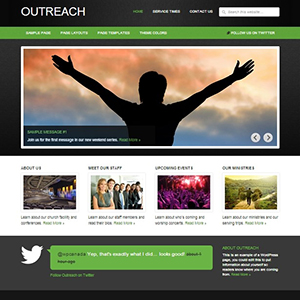 OUTREACH
HOME SERVICE TIMES CONTACT US Search this website...
SAMPLE PAGE PAGE LAYOUTS PAGE TEMPLATES THEME COLORS FOLLOW US ON TWITTER
SAMPLE MESSAGE #1
Join us for the first message in our new weekend series. Read More »
ABOUT US
Learn about our church facility and conferences. Read More »
MEET OUR STAFF
Learn about our staff members and read their story. Read More »
UPCOMING EVENTS
Learn about who's coming and worship concerts. Read More »
OUR MINISTRIES
Learn about our ministries and our serving from. Read More »
Yep, that's exactly what I did... looks good! about 1
hour ago
Follow Outreach on Twitter
ABOUT OUTREACH
This is an example of a WordPress
page, you could edit this to put
information about yourself so
readers know where you are coming
from. Read More »